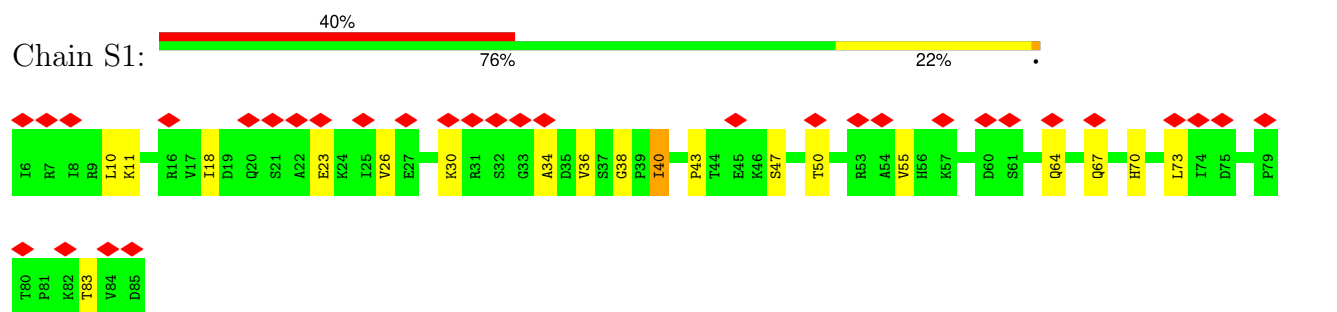 40%
Chain S1:
76% 22% •
I6 R7 I8 R9 L10 K11 R16 V17 I18 D19 Q20 S21 A22 E23 K24 I25 V26 E27 K30 R31 S32 G33 A34 D35 V36 S37 G38 P39 I40 P43 T44 E45 K46 S47 T50 R53 A54 V55 H56 K57 D60 S61 Q64 Q67 H70 L73 I74 D75 P79
T80 P81 K82 T83 V84 D85